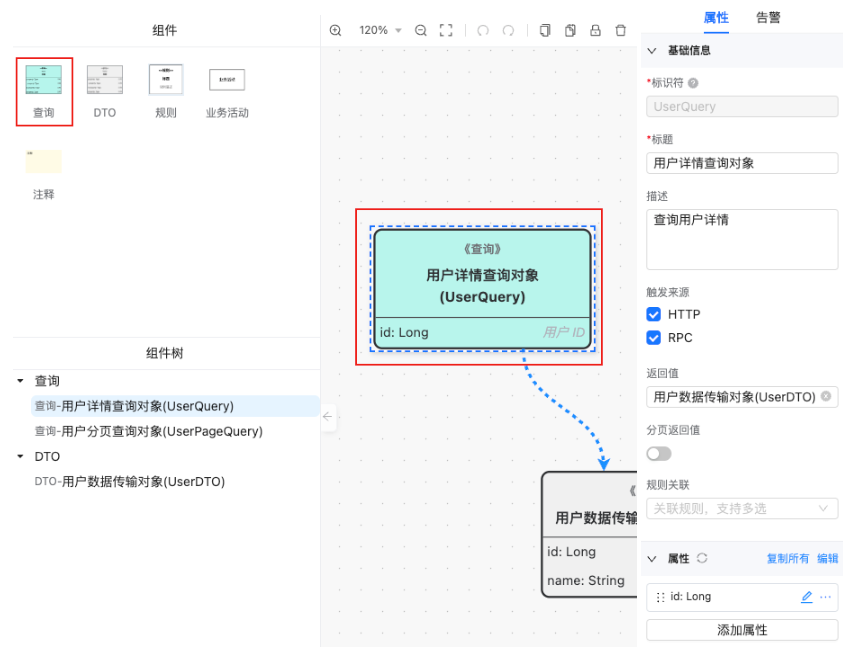 组件
查询
DTO
规则
业务活动
注释
组件树
查询
查询-用户详情查询对象(UserQuery)
查询-用户分页查询对象(UserPageQuery)
DTO
DTO-用户数据传输对象(UserDTO)
120%
《查询》
用户详情查询对象
(UserQuery)
id: Long
用户 ID
《
用户数据传输
id: Long
name: String
属性
告警
基础信息
*标识符
UserQuery
*标题
用户详情查询对象
描述
查询用户详情
触发来源
HTTP
RPC
返回值
用户数据传输对象(UserDTO)
分页返回值
规则关联
关联规则，支持多选
属性
复制所有 编辑
id: Long
添加属性